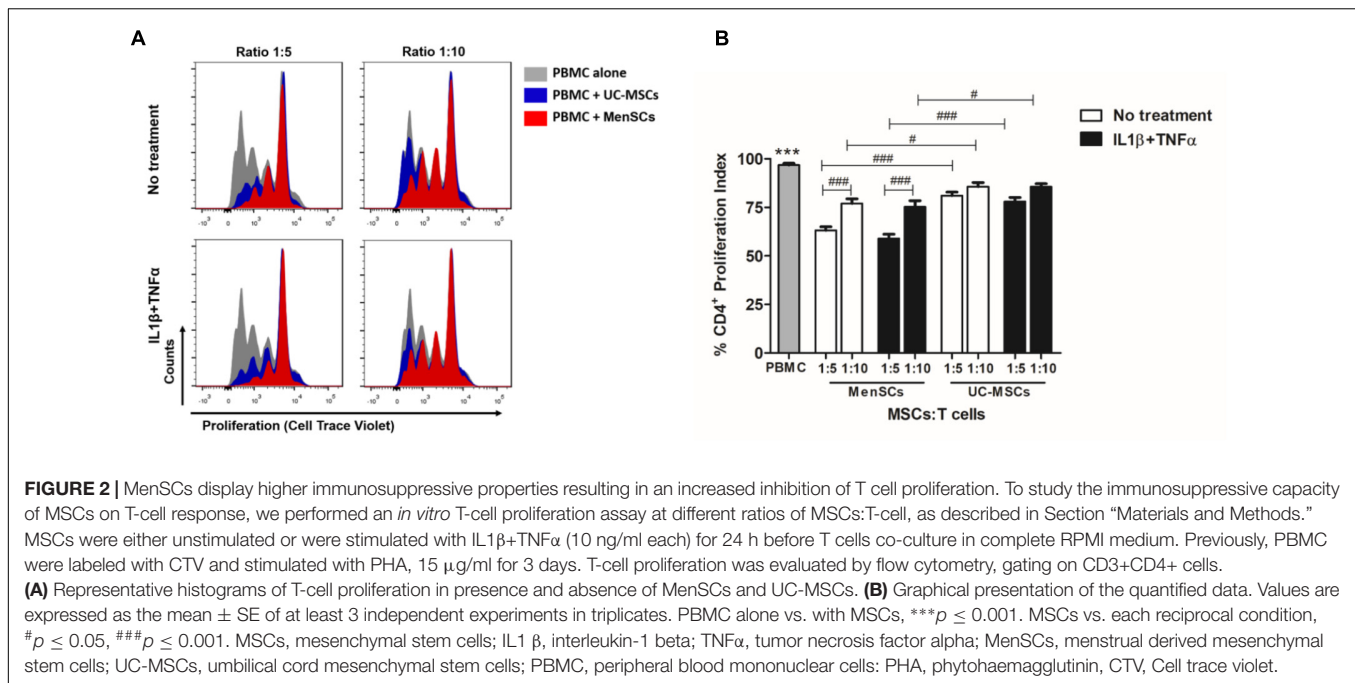 A
Ratio 1:5
Ratio 1:10
PBMC alone
PBMC + UC-MSCs
PBMC + MenSCs
No treatment
-10³ 0 10³ 10⁴ 10⁵
-10³ 0 10³ 10⁴ 10⁵
IL1β+TNFα
Counts
-10³ 0 10³ 10⁴ 10⁵
-10³ 0 10³ 10⁴ 10⁵
Proliferation (Cell Trace Violet)
B
No treatment
IL1β+TNFα
#
###
#
###
***
###
###
% CD4⁺ Proliferation Index
100
75
50
25
0
PBMC 1:5 1:10 1:5 1:10 1:5 1:10 1:5 1:10
MenSCs UC-MSCs
MSCs:T cells
FIGURE 2 | MenSCs display higher immunosuppressive properties resulting in an increased inhibition of T cell proliferation. To study the immunosuppressive capacity
of MSCs on T-cell response, we performed an in vitro T-cell proliferation assay at different ratios of MSCs:T-cell, as described in Section “Materials and Methods.”
MSCs were either unstimulated or were stimulated with IL1β+TNFα (10 ng/ml each) for 24 h before T cells co-culture in complete RPMI medium. Previously, PBMC
were labeled with CTV and stimulated with PHA, 15 µg/ml for 3 days. T-cell proliferation was evaluated by flow cytometry, gating on CD3+CD4+ cells.
(A) Representative histograms of T-cell proliferation in presence and absence of MenSCs and UC-MSCs. (B) Graphical presentation of the quantified data. Values are
expressed as the mean ± SE of at least 3 independent experiments in triplicates. PBMC alone vs. with MSCs, ***p ≤ 0.001. MSCs vs. each reciprocal condition,
#p ≤ 0.05, ###p ≤ 0.001. MSCs, mesenchymal stem cells; IL1 β, interleukin-1 beta; TNFα, tumor necrosis factor alpha; MenSCs, menstrual derived mesenchymal
stem cells; UC-MSCs, umbilical cord mesenchymal stem cells; PBMC, peripheral blood mononuclear cells: PHA, phytohaemagglutinin, CTV, Cell trace violet.